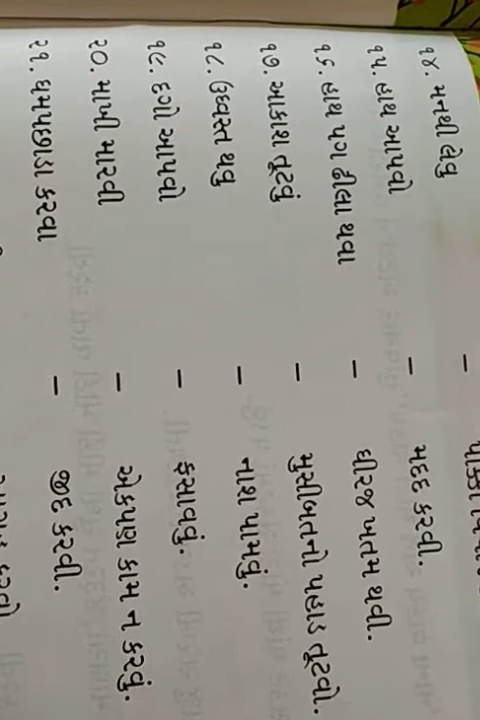 ૧૪. મનથી લેવુ –
૧૫. હાથ આપવો – મદદ કરવી.
૧૬. હાથ પગ ઢીલા થવા – ધીરજ ખતમ થવી.
૧૭. આકાશ તૂટવું – મુસીબતનો પહાડ તૂટવો.
૧૮. ઉધ્વસ્ત થવુ – નાશ પામવું.
૧૯. દગો આપવો – ફસાવવું.
૨૦. માખી મારવી – એકપણ કામ ન કરવું.
૨૧. ધમપછાડા કરવા – જીદ કરવી.